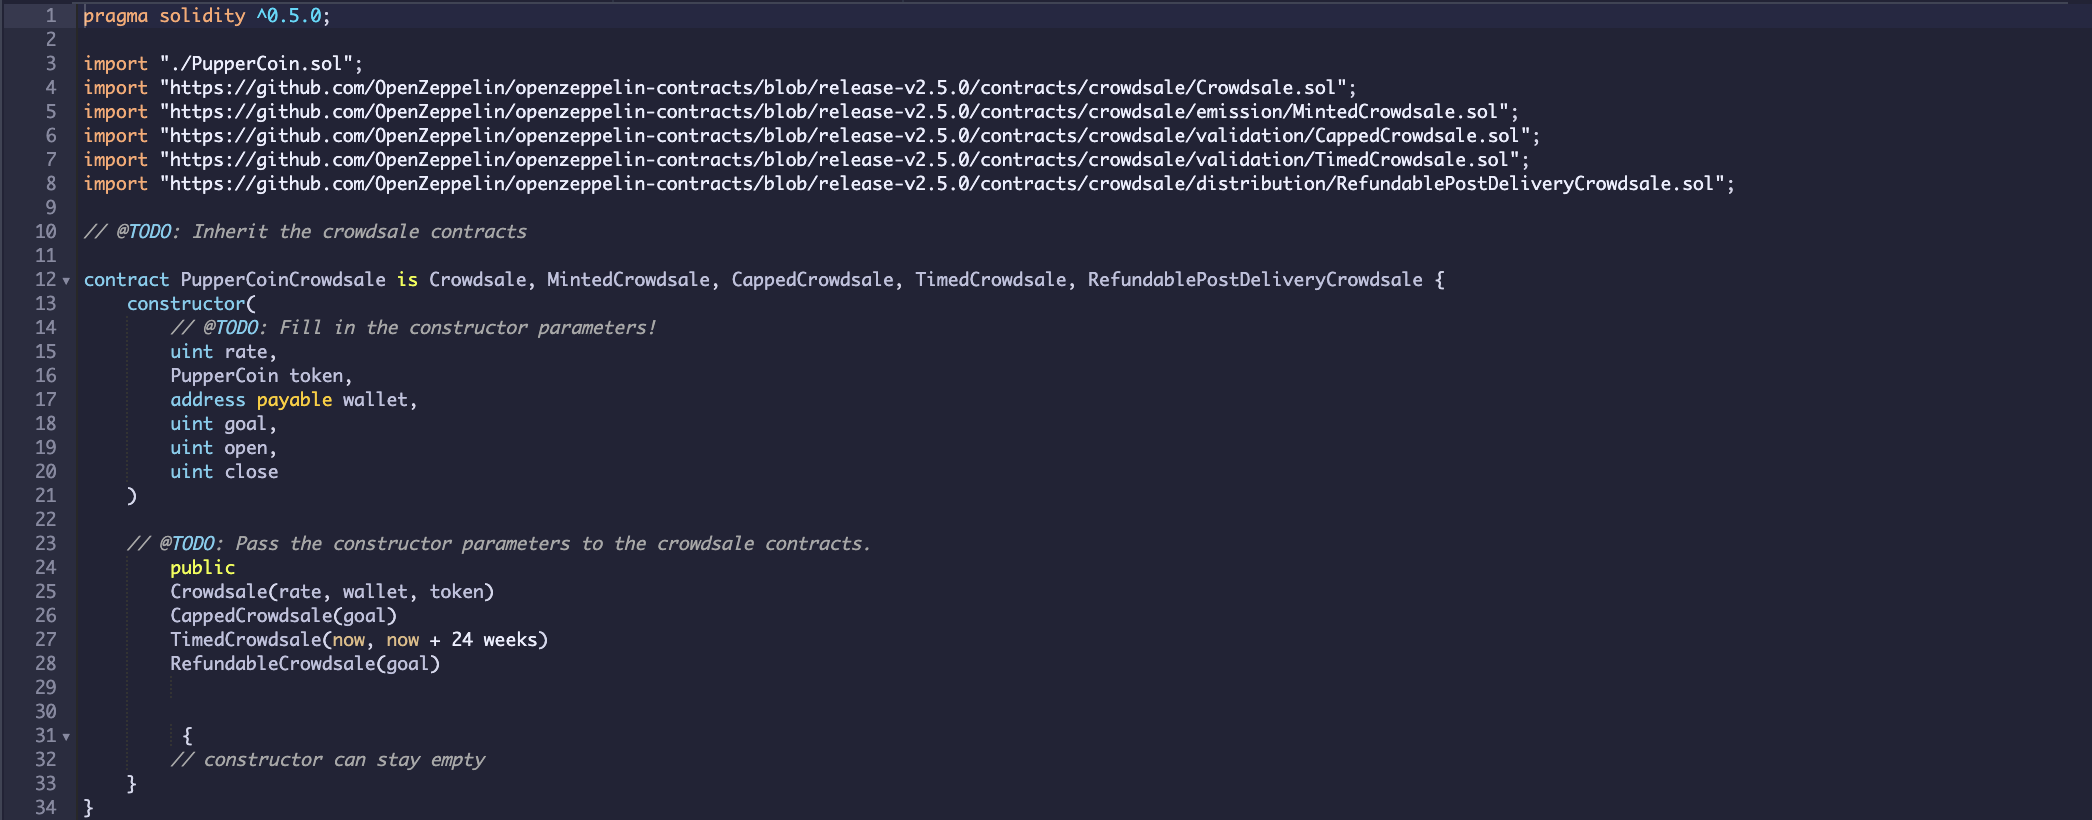 1 pragma solidity ^0.5.0;
2
3 import "./PupperCoin.sol";
4 import "https://github.com/OpenZeppelin/openzeppelin-contracts/blob/release-v2.5.0/contracts/crowdsale/Crowdsale.sol";
5 import "https://github.com/OpenZeppelin/openzeppelin-contracts/blob/release-v2.5.0/contracts/crowdsale/emission/MintedCrowdsale.sol";
6 import "https://github.com/OpenZeppelin/openzeppelin-contracts/blob/release-v2.5.0/contracts/crowdsale/validation/CappedCrowdsale.sol";
7 import "https://github.com/OpenZeppelin/openzeppelin-contracts/blob/release-v2.5.0/contracts/crowdsale/validation/TimedCrowdsale.sol";
8 import "https://github.com/OpenZeppelin/openzeppelin-contracts/blob/release-v2.5.0/contracts/crowdsale/distribution/RefundablePostDeliveryCrowdsale.sol";
9
10 // @TODO: Inherit the crowdsale contracts
11
12 contract PupperCoinCrowdsale is Crowdsale, MintedCrowdsale, CappedCrowdsale, TimedCrowdsale, RefundablePostDeliveryCrowdsale {
13     constructor(
14         // @TODO: Fill in the constructor parameters!
15         uint rate,
16         PupperCoin token,
17         address payable wallet,
18         uint goal,
19         uint open,
20         uint close
21     )
22
23     // @TODO: Pass the constructor parameters to the crowdsale contracts.
24         public
25         Crowdsale(rate, wallet, token)
26         CappedCrowdsale(goal)
27         TimedCrowdsale(now, now + 24 weeks)
28         RefundableCrowdsale(goal)
29
30
31          {
32         // constructor can stay empty
33     }
34 }